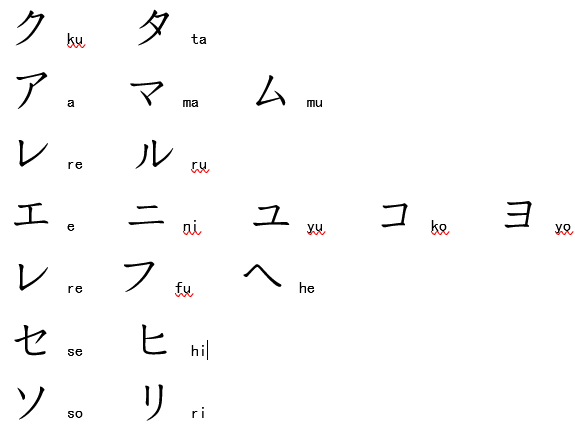 ク ku タ ta
ア a マ ma ム mu
レ re ル ru
エ e ニ ni ユ yu コ ko ヨ yo
レ re フ fu ヘ he
セ se ヒ hi
ソ so リ ri